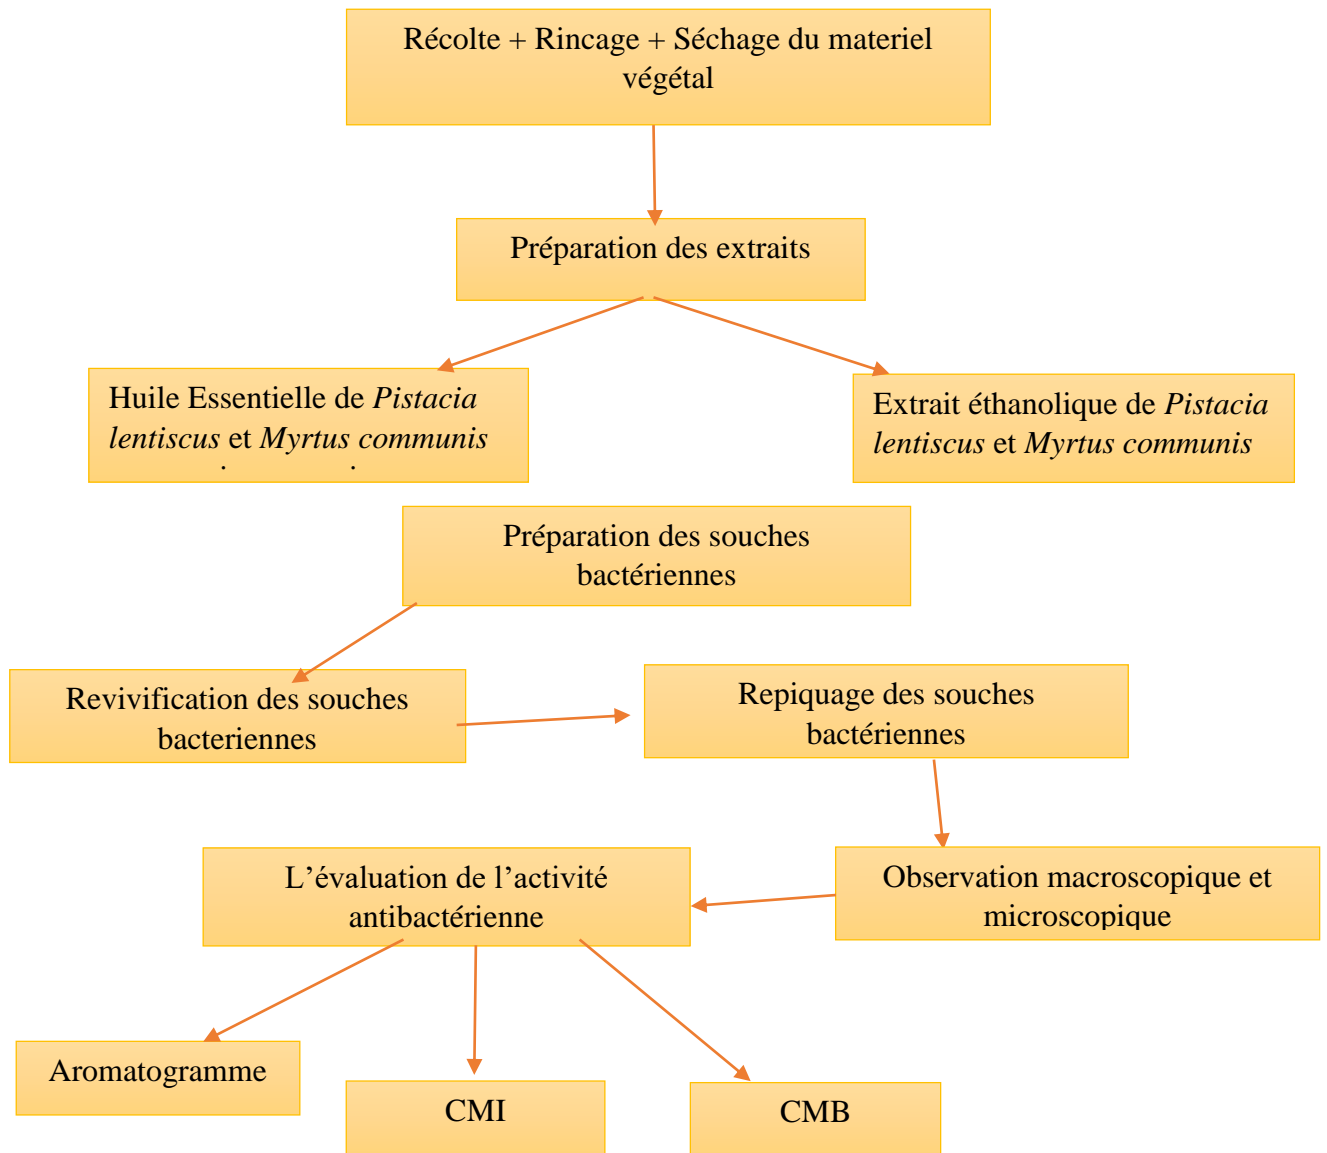 Récolte + Rincage + Séchage du materiel
végétal
Préparation des extraits
Huile Essentielle de Pistacia
lentiscus et Myrtus communis
Extrait éthanolique de Pistacia
lentiscus et Myrtus communis
Préparation des souches
bactériennes
Revivification des souches
bacteriennes
Repiquage des souches
bactériennes
Observation macroscopique et
microscopique
L’évaluation de l’activité
antibactérienne
Aromatogramme
CMI
CMB